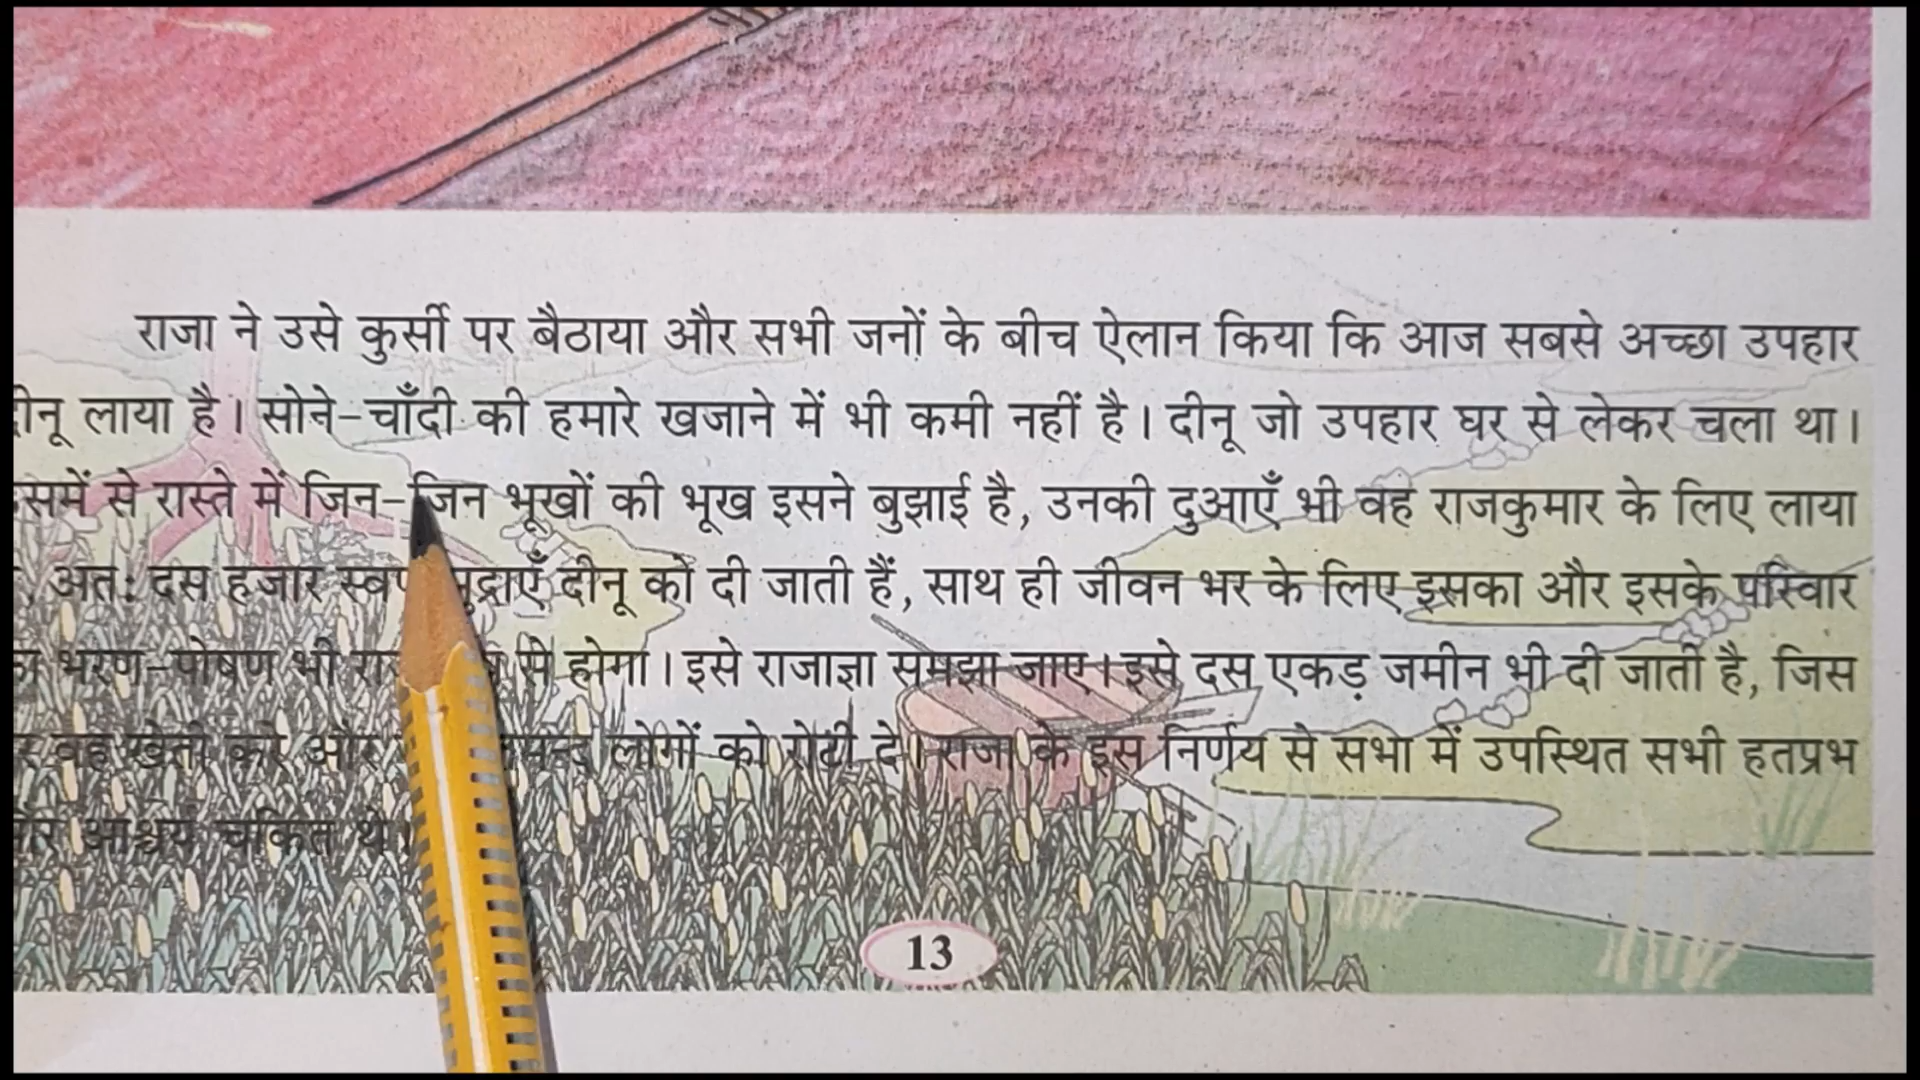 राजा ने उसे कुर्सी पर बैठाया और सभी जनों के बीच ऐलान किया कि आज सबसे अच्छा उपहार
दीनू लाया है। सोने-चाँदी की हमारे खजाने में भी कमी नहीं है। दीनू जो उपहार घर से लेकर चला था।
से रास्ते में जिन-जिन भूखों की भूख इसने बुझाई है, उनकी दुआएँ भी वह राजकुमार के लिए लाया
अत: दस हजार मुद्राएँ दीनू को दी जाती हैं, साथ ही जीवन भर के लिए इसका और इसके परिवार
भरण-पोषण भी से होगा। इसे राजाज्ञा समझा जाए। इसे दस एकड़ जमीन भी दी जाती है, जिस
वह खेती करे और लोगों को रोटी दे। राजा के इस निर्णय से सभा में उपस्थित सभी हतप्रभ
आश्चर्य चकित थे।
13